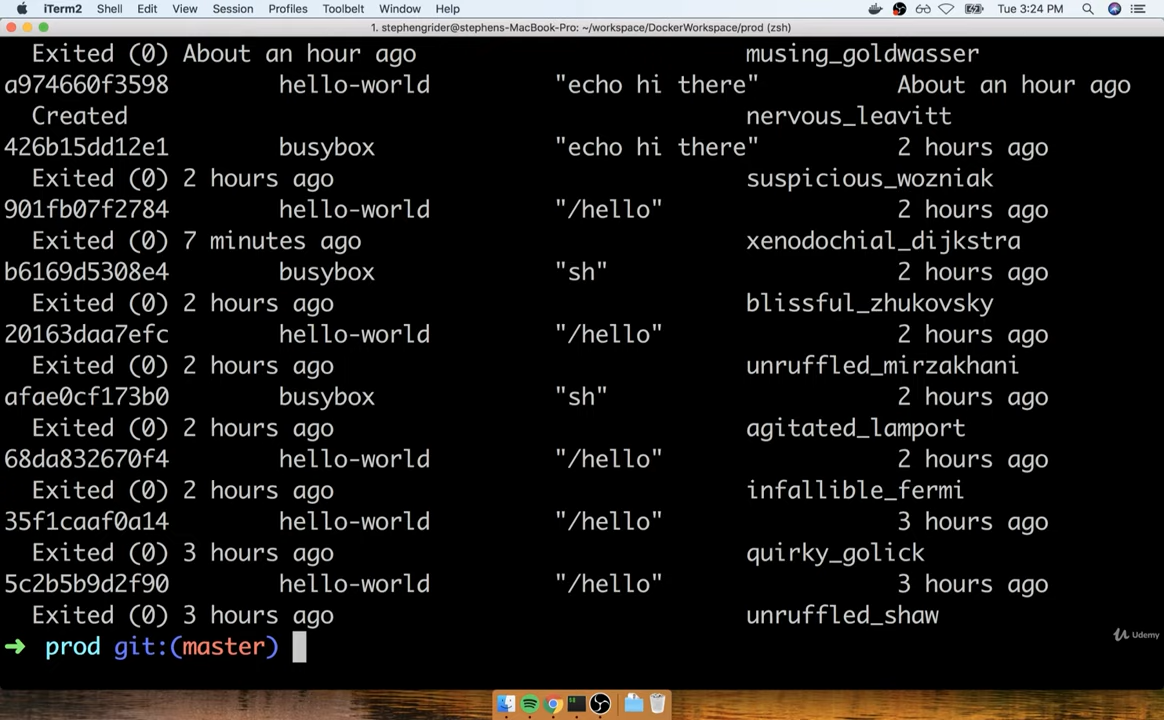 iTerm2 Shell Edit View Session Profiles Toolbelt Window Help Tue 3:24 PM
1. stephengrider@stephens-MacBook-Pro: ~/workspace/DockerWorkspace/prod (zsh)
Exited (0) About an hour ago musing_goldwasser
a974660f3598 hello-world "echo hi there" About an hour ago
Created nervous_leavitt
426b15dd12e1 busybox "echo hi there" 2 hours ago
Exited (0) 2 hours ago suspicious_wozniak
901fb07f2784 hello-world "/hello" 2 hours ago
Exited (0) 7 minutes ago xenodochial_dijkstra
b6169d5308e4 busybox "sh" 2 hours ago
Exited (0) 2 hours ago blissful_zhukovsky
20163daa7efc hello-world "/hello" 2 hours ago
Exited (0) 2 hours ago unruffled_mirzakhani
afae0cf173b0 busybox "sh" 2 hours ago
Exited (0) 2 hours ago agitated_lamport
68da832670f4 hello-world "/hello" 2 hours ago
Exited (0) 2 hours ago infallible_fermi
35f1caaf0a14 hello-world "/hello" 3 hours ago
Exited (0) 3 hours ago quirky_golick
5c2b5b9d2f90 hello-world "/hello" 3 hours ago
Exited (0) 3 hours ago unruffled_shaw
➜ prod git:(master)
Udemy